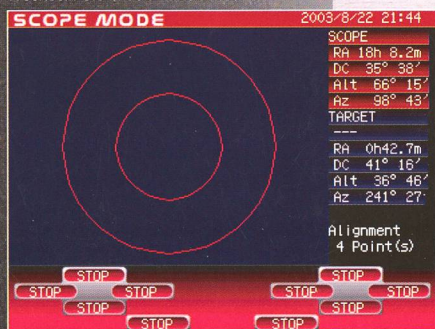 SCOPE MODE 2003/8/22 21:44
SCOPE
RA 18h 8.2m
DC 35° 38′
Alt 66° 15′
Az 98° 43′
TARGET
---
RA 0h42.7m
DC 41° 16′
Alt 36° 46′
Az 241° 27′
Alignment
4 Point(s)
STOP STOP
STOP STOP STOP STOP
STOP STOP
STOP STOP